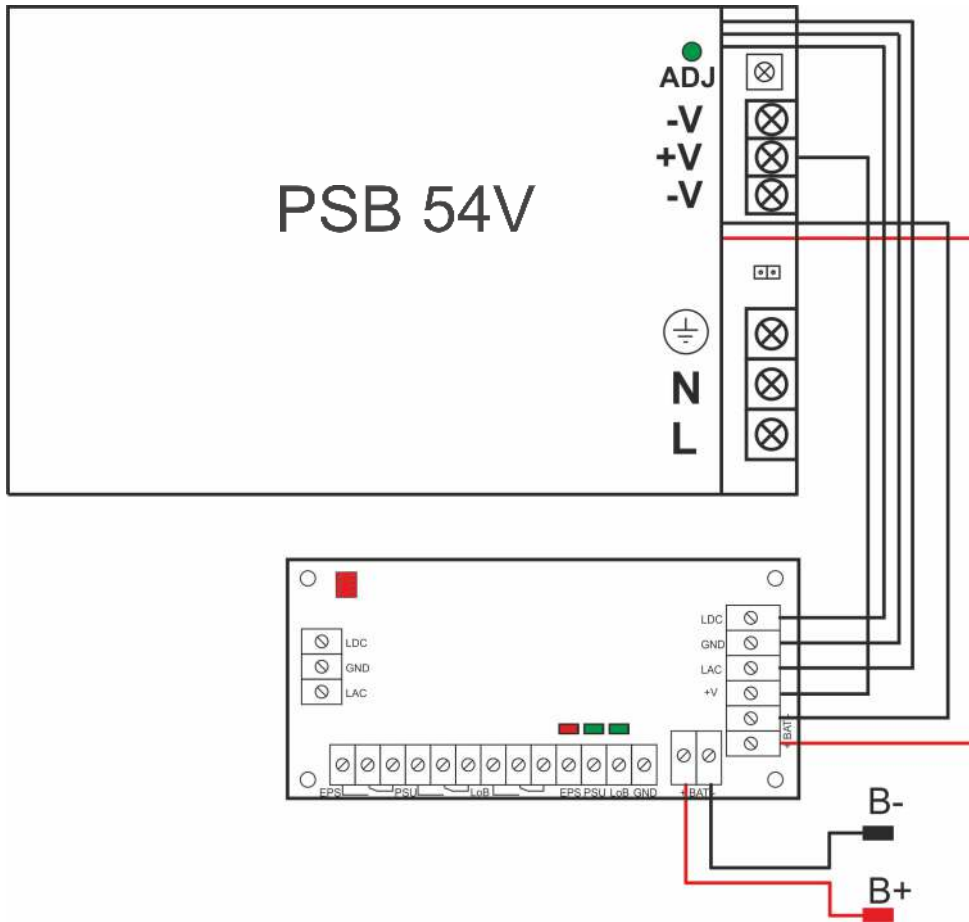 ADJ
-V
+V
-V
PSB 54V
N
L
LDC
GND
LAC
+V
+ BAT -
LDC
GND
LAC
EPS PSU LoB EPS PSU LoB GND + BAT -
B-
B+